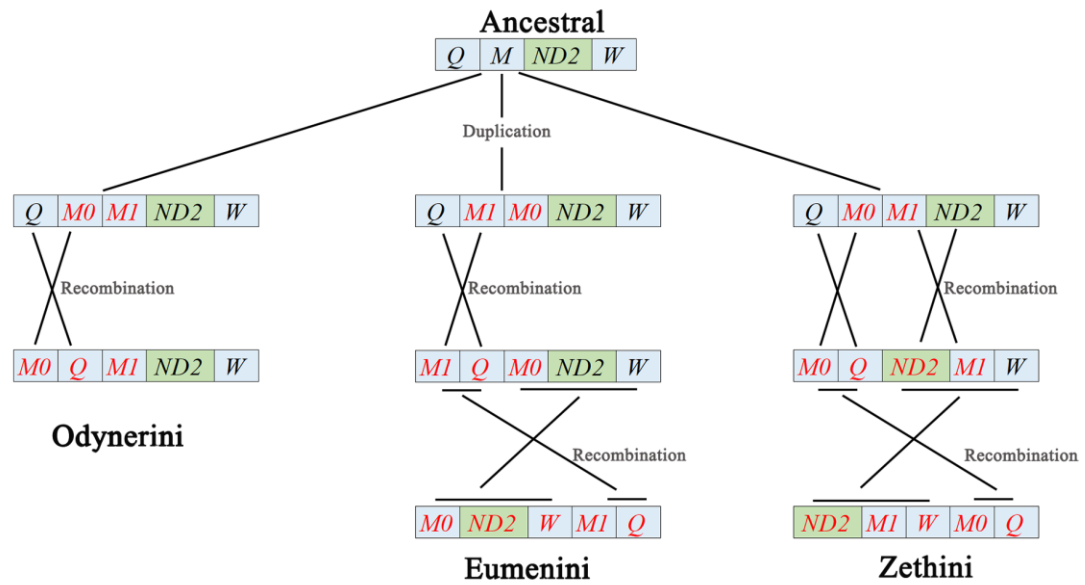 Ancestral
Q M ND2 W
Duplication
Q M0 M1 ND2 W
Q M1 M0 ND2 W
Q M0 M1 ND2 W
Recombination
Recombination
Recombination
M0 Q M1 ND2 W
M1 Q M0 ND2 W
M0 Q ND2 M1 W
Odynerini
Recombination
Recombination
M0 ND2 W M1 Q
ND2 M1 W M0 Q
Eumenini
Zethini